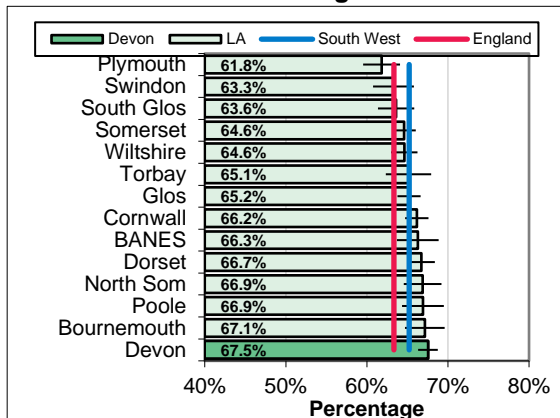 Devon LA South West England
Plymouth 61.8%
Swindon 63.3%
South Glos 63.6%
Somerset 64.6%
Wiltshire 64.6%
Torbay 65.1%
Glos 65.2%
Cornwall 66.2%
BANES 66.3%
Dorset 66.7%
North Som 66.9%
Poole 66.9%
Bournemouth 67.1%
Devon 67.5%
40% 50% 60% 70% 80%
Percentage